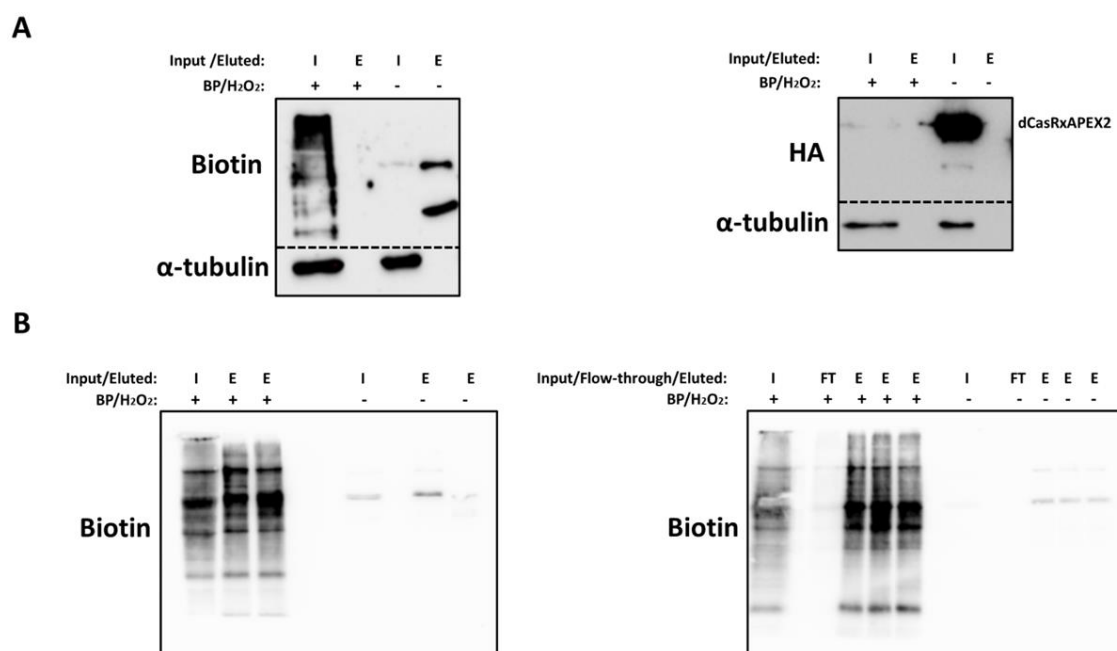 A
Input /Eluted: I E I E
BP/H₂O₂: + + - -
Biotin
α-tubulin
Input/Eluted: I E I E
BP/H₂O₂: + + - -
HA
dCasRxAPEX2
α-tubulin
B
Input/Eluted: I E E I E E
BP/H₂O₂: + + + - - -
Biotin
Input/Flow-through/Eluted: I FT E E E I FT E E E
BP/H₂O₂: + + + + + - - - - -
Biotin